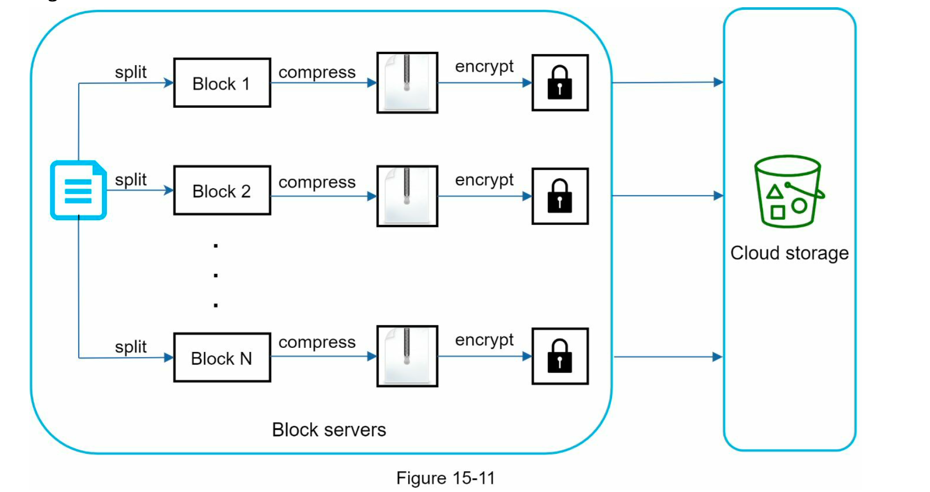 split
Block 1
compress
encrypt
split
Block 2
compress
encrypt
.
.
.
split
Block N
compress
encrypt
Cloud storage
Block servers
Figure 15-11